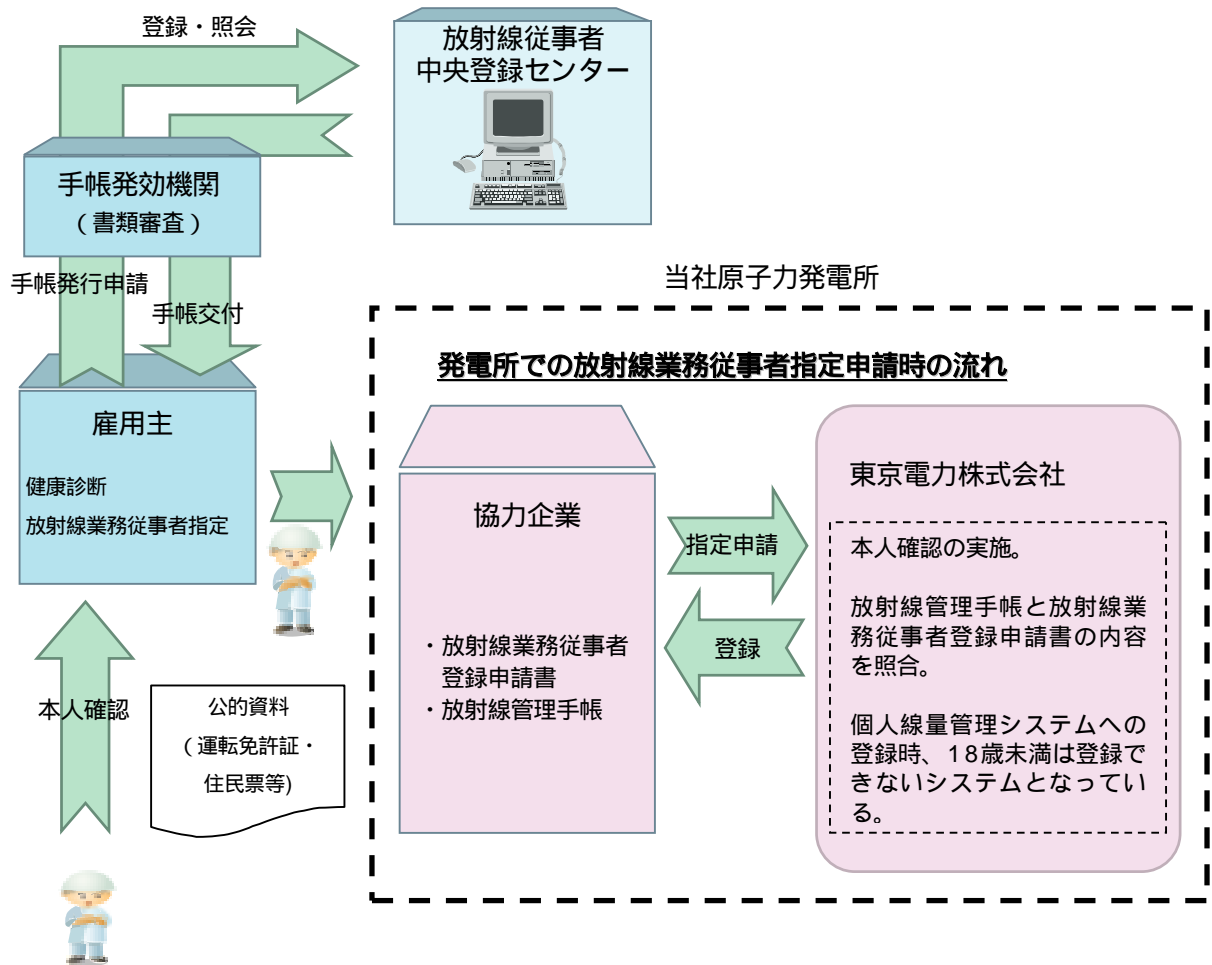 登録・照会
放射線従事者
中央登録センター
手帳発効機関
（書類審査）
手帳発行申請
手帳交付
雇用主
健康診断
放射線業務従事者指定
本人確認
公的資料
（運転免許証・
住民票等)
当社原子力発電所
発電所での放射線業務従事者指定申請時の流れ
協力企業
・放射線業務従事者
登録申請書
・放射線管理手帳
指定申請
登録
東京電力株式会社
本人確認の実施。
放射線管理手帳と放射線業
務従事者登録申請書の内容
を照合。
個人線量管理システムへの
登録時、18歳未満は登録で
きないシステムとなってい
る。